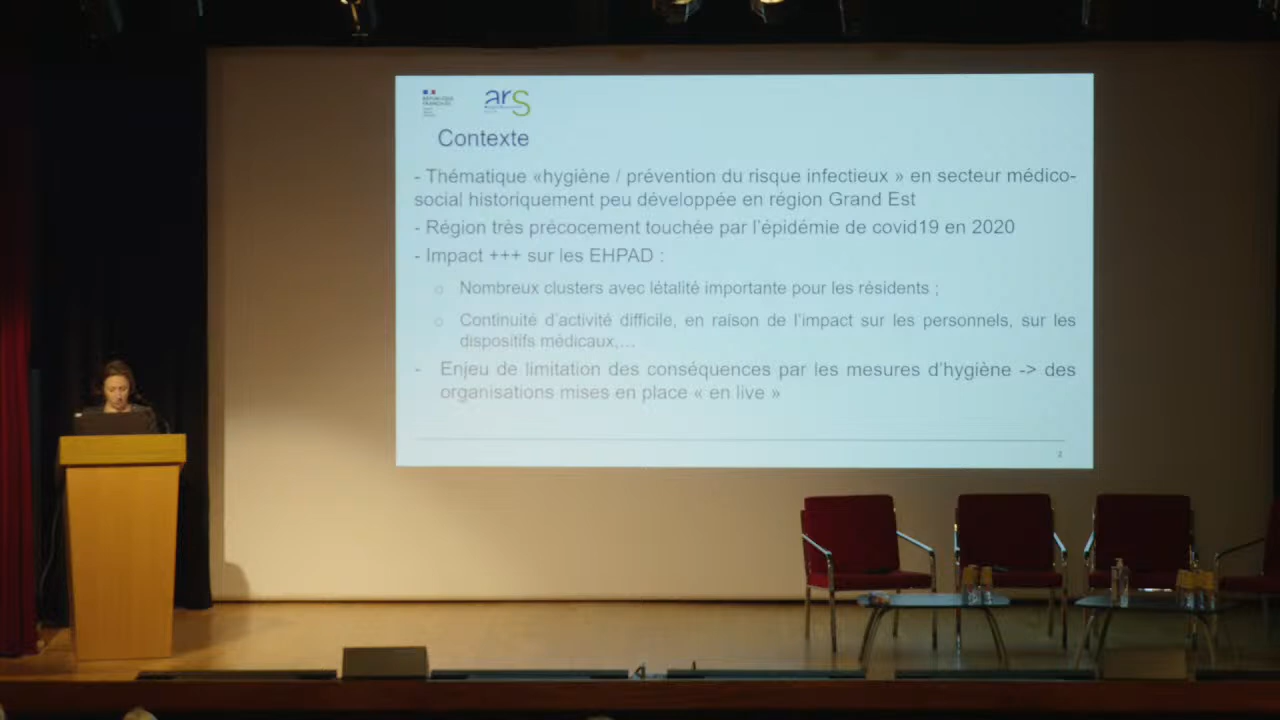 RÉPUBLIQUE
FRANÇAISE
ars
Contexte
- Thématique «hygiène / prévention du risque infectieux » en secteur médico-
social historiquement peu développée en région Grand Est
- Région très précocement touchée par l'épidémie de covid19 en 2020
- Impact +++ sur les EHPAD :
o Nombreux clusters avec létalité importante pour les résidents ;
o Continuité d'activité difficile, en raison de l'impact sur les personnels, sur les
dispositifs médicaux,...
- Enjeu de limitation des conséquences par les mesures d'hygiène -> des
organisations mises en place « en live »
2